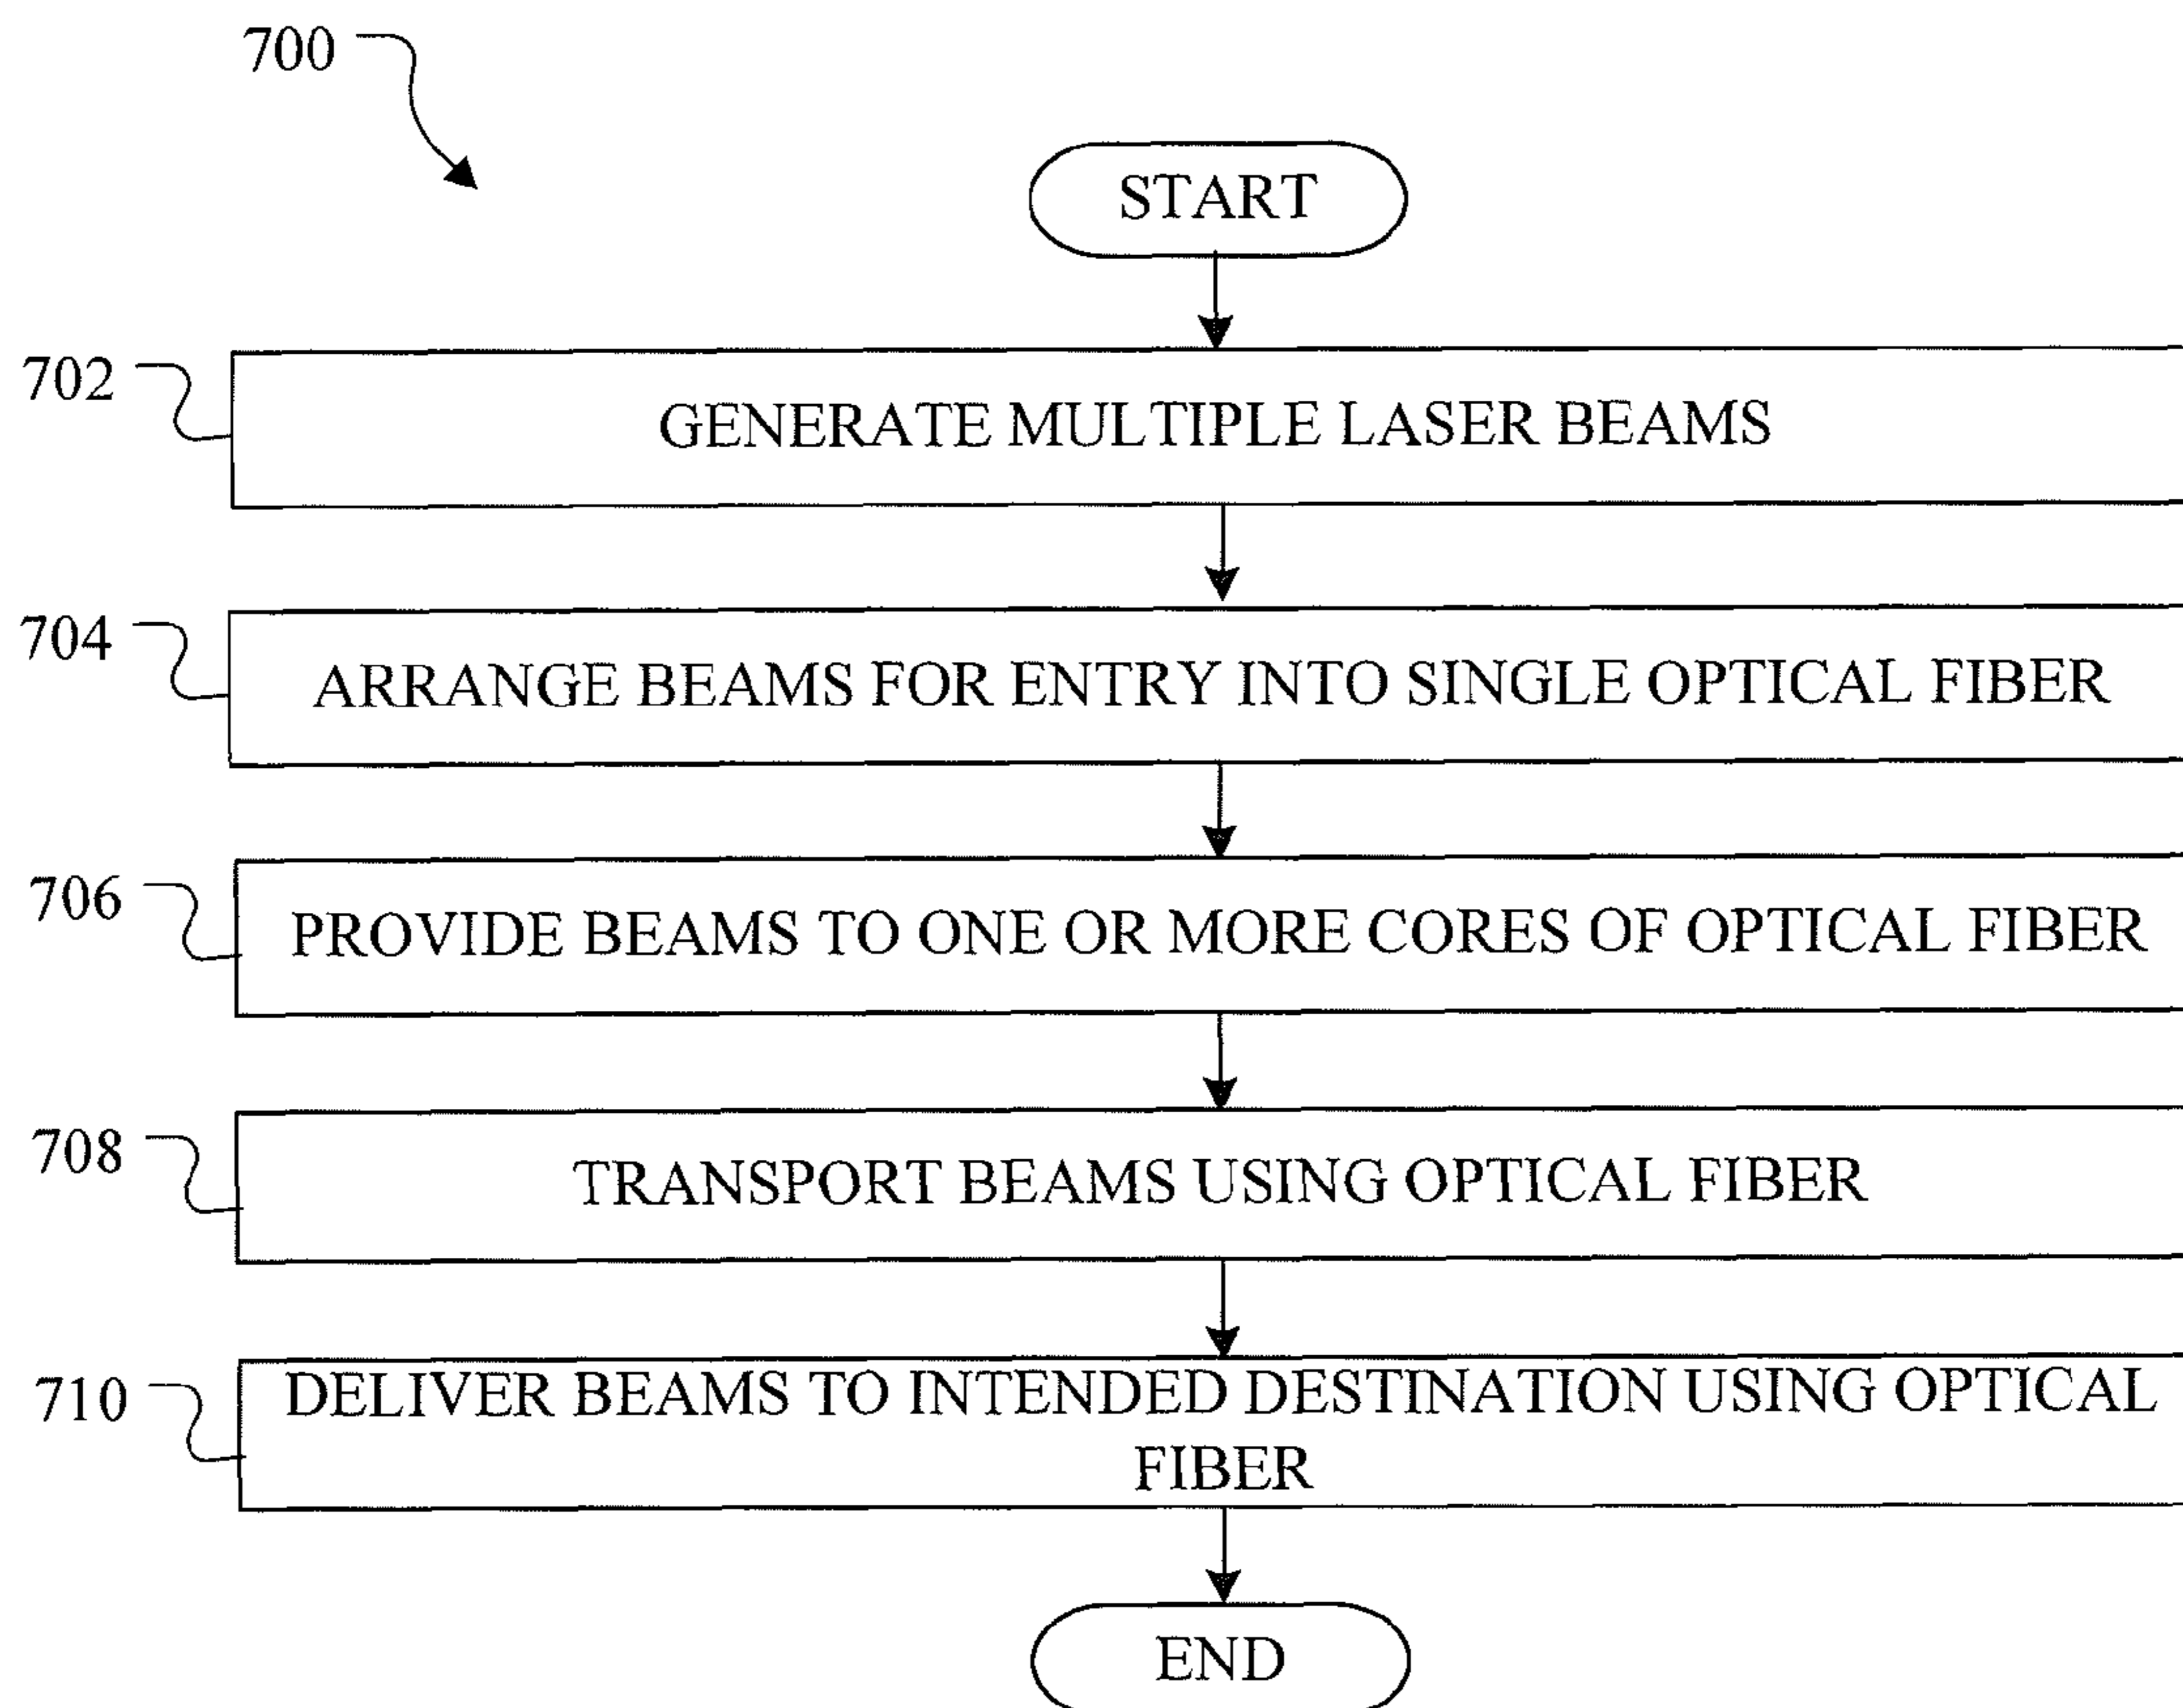 700
START
702
GENERATE MULTIPLE LASER BEAMS
704
ARRANGE BEAMS FOR ENTRY INTO SINGLE OPTICAL FIBER
706
PROVIDE BEAMS TO ONE OR MORE CORES OF OPTICAL FIBER
708
TRANSPORT BEAMS USING OPTICAL FIBER
710
DELIVER BEAMS TO INTENDED DESTINATION USING OPTICAL
FIBER
END